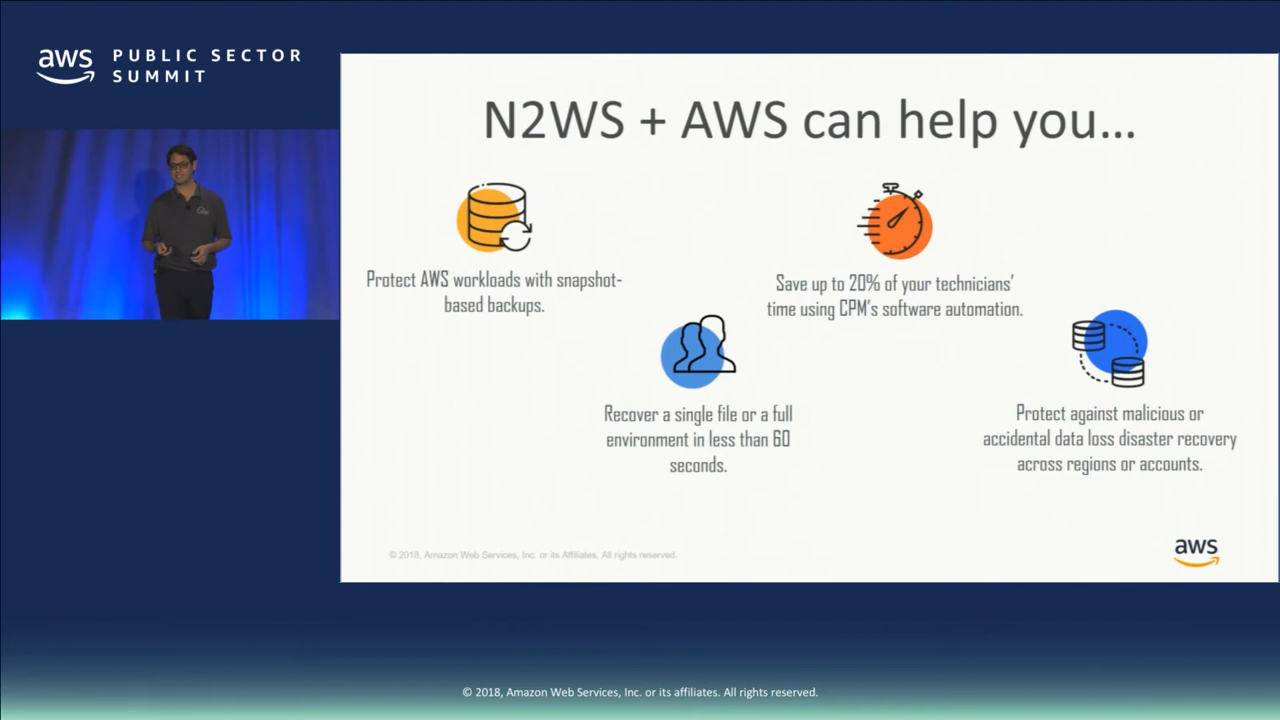 aws
PUBLIC SECTOR
SUMMIT
N2WS + AWS can help you...
Protect AWS workloads with snapshot-
based backups.
Save up to 20% of your technicians'
time using CPM's software automation.
Recover a single file or a full
environment in less than 60
seconds.
Protect against malicious or
accidental data loss disaster recovery
across regions or accounts.
© 2018, Amazon Web Services, Inc. or its Affiliates. All rights reserved.
aws
© 2018, Amazon Web Services, Inc. or its affiliates. All rights reserved.